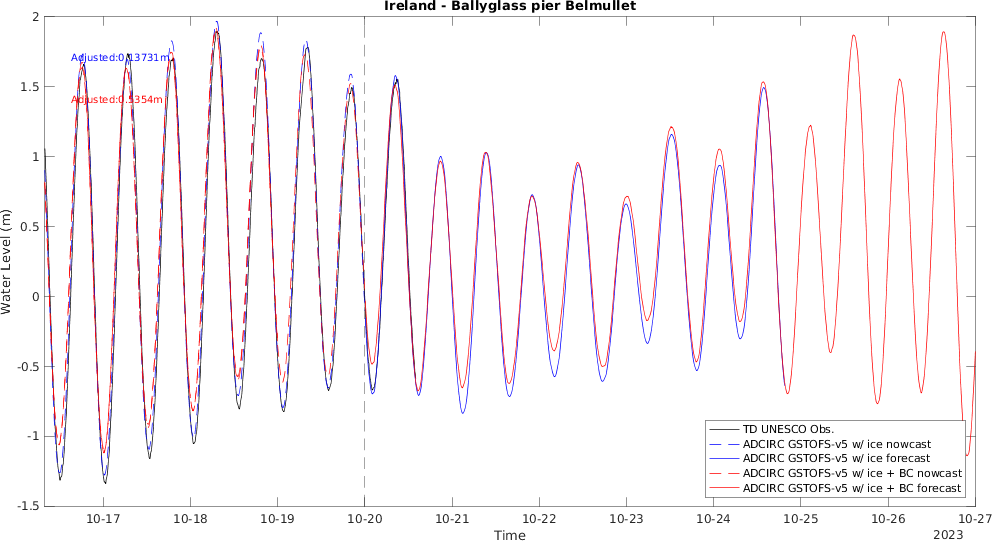 Ireland - Ballyglass pier Belmullet
2
1.5
1
0.5
0
-0.5
-1
-1.5
Water Level (m)
Adjusted:0.13731m
Adjusted:0.5354m
TD UNESCO Obs.
ADCIRC GSTOFS-v5 w/ ice nowcast
ADCIRC GSTOFS-v5 w/ ice forecast
ADCIRC GSTOFS-v5 w/ ice + BC nowcast
ADCIRC GSTOFS-v5 w/ ice + BC forecast
10-17 10-18 10-19 10-20 10-21 10-22 10-23 10-24 10-25 10-26 10-27
Time
2023